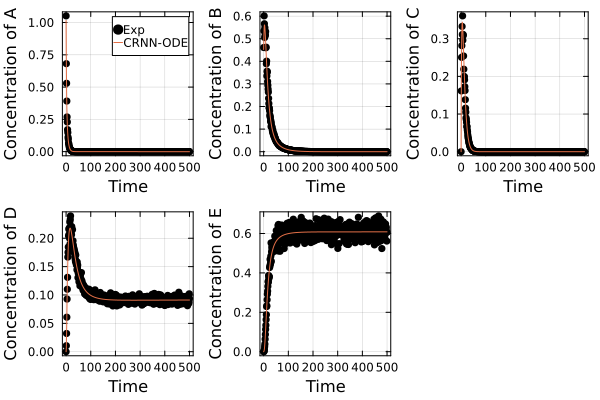 Concentration of A
1.00
0.75
0.50
0.25
0.00
0 100 200 300 400 500
Time
Exp
CRNN-ODE
Concentration of B
0.6
0.5
0.4
0.3
0.2
0.1
0.0
0 100 200 300 400 500
Time
Concentration of C
0.3
0.2
0.1
0.0
0 100 200 300 400 500
Time
Concentration of D
0.20
0.15
0.10
0.05
0.00
0 100 200 300 400 500
Time
Concentration of E
0.6
0.4
0.2
0.0
0 100 200 300 400 500
Time